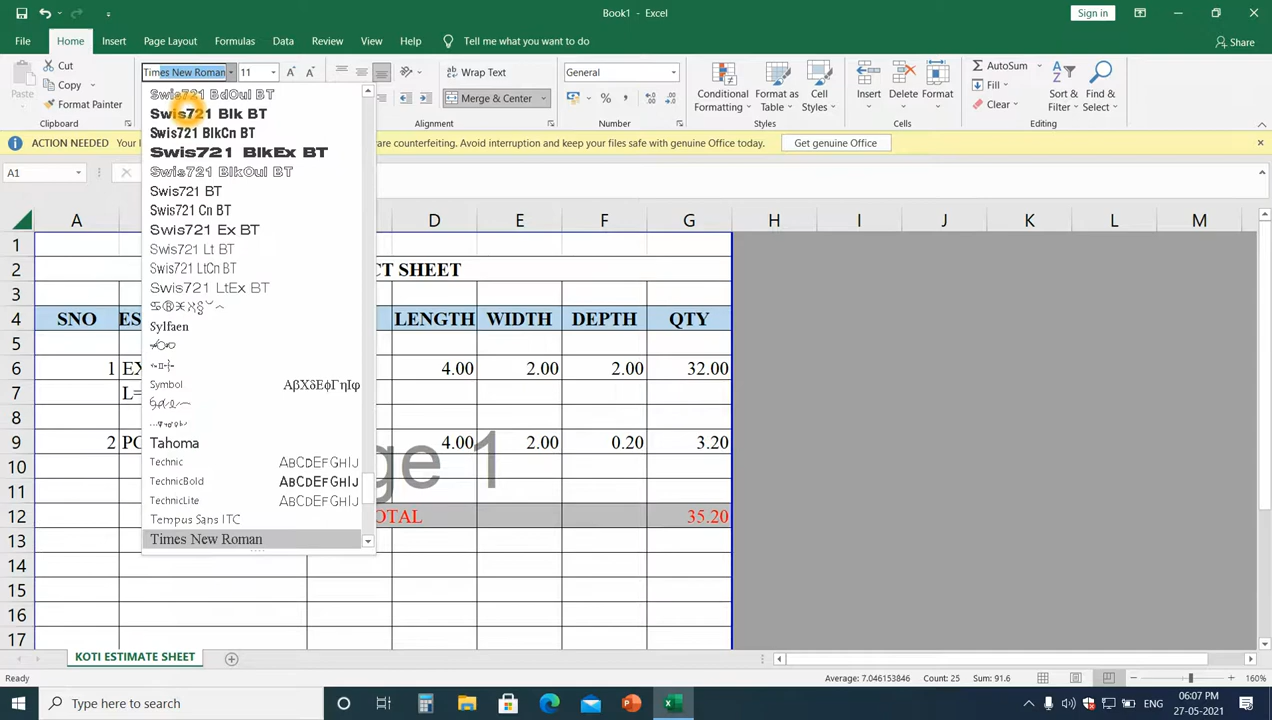 Book1 - Excel
Sign in
File Home Insert Page Layout Formulas Data Review View Help Tell me what you want to do Share
Paste
Cut
Copy
Format Painter
Clipboard
Times New Roman 11
Wrap Text
Merge & Center
Alignment
General
Number
Conditional Formatting
Format as Table
Cell Styles
Insert Delete Format
Cells
AutoSum
Fill
Clear
Sort & Filter
Find & Select
Editing
ACTION NEEDED
are counterfeiting. Avoid interruption and keep your files safe with genuine Office today.
Get genuine Office
A1
Swis721 BdOul BT
Swis721 Blk BT
Swis721 BlkCn BT
Swis721 BlkEx BT
Swis721 BlkOul BT
Swis721 BT
Swis721 Cn BT
Swis721 Ex BT
Swis721 Lt BT
Swis721 LtCn BT
Swis721 LtEx BT
Sylfaen
Symbol ΑβΧδΕφΓηΙφ
Tahoma
Technic ABCDEFGHIJ
TechnicBold ABCDEFGHIJ
TechnicLite ABCDEFGHIJ
Tempus Sans ITC
Times New Roman
A D E F G H I J K L M
1
2 CT SHEET
3
4 SNO ES LENGTH WIDTH DEPTH QTY
5
6 1 EX 4.00 2.00 2.00 32.00
7 L=
8
9 2 PC 4.00 2.00 0.20 3.20
10
11
12 OTAL 35.20
13
14
15
16
17
ge 1
KOTI ESTIMATE SHEET
Ready Average: 7.046153846 Count: 25 Sum: 91.6 160%
Type here to search
ENG
06:07 PM
27-05-2021